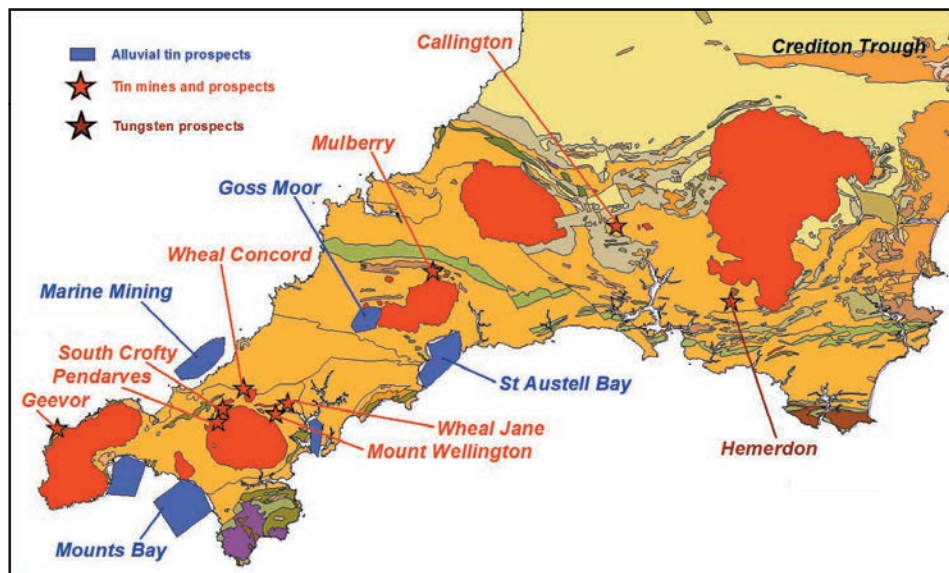 Alluvial tin prospects
Tin mines and prospects
Tungsten prospects
Callington
Crediton Trough
Mulberry
Goss Moor
Wheal Concord
Marine Mining
South Crofty
Pendarves
Geevor
St Austell Bay
Wheal Jane
Mount Wellington
Hemerdon
Mounts Bay